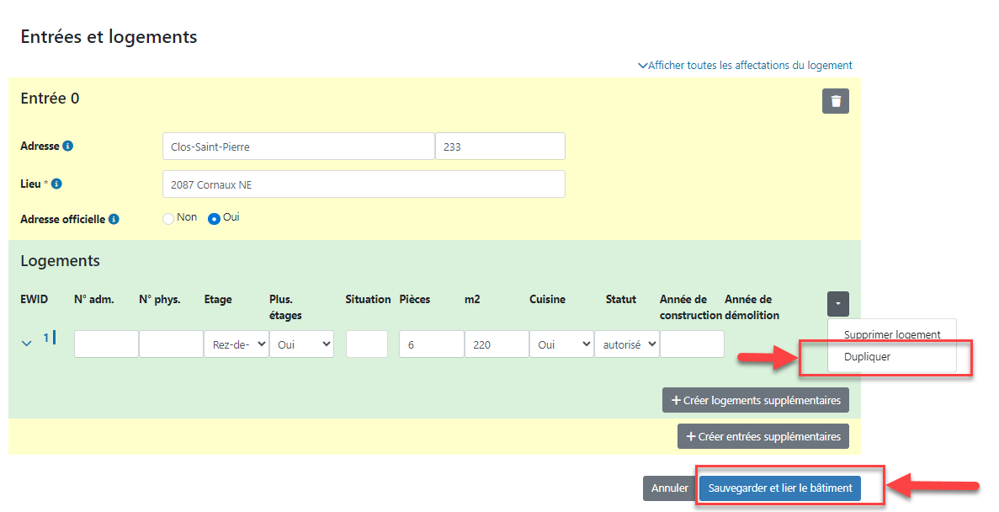 Entrées et logements
Afficher toutes les affectations du logement
Entrée 0
Adresse Clos-Saint-Pierre 233
Lieu * 2087 Cornaux NE
Adresse officielle Non Oui
Logements
EWID N° adm. N° phys. Etage Plus. étages Situation Pièces m2 Cuisine Statut Année de construction Année de démolition
1 Rez-de- Oui 6 220 Oui autorisé
Supprimer logement
Dupliquer
+ Créer logements supplémentaires
+ Créer entrées supplémentaires
Annuler Sauvegarder et lier le bâtiment